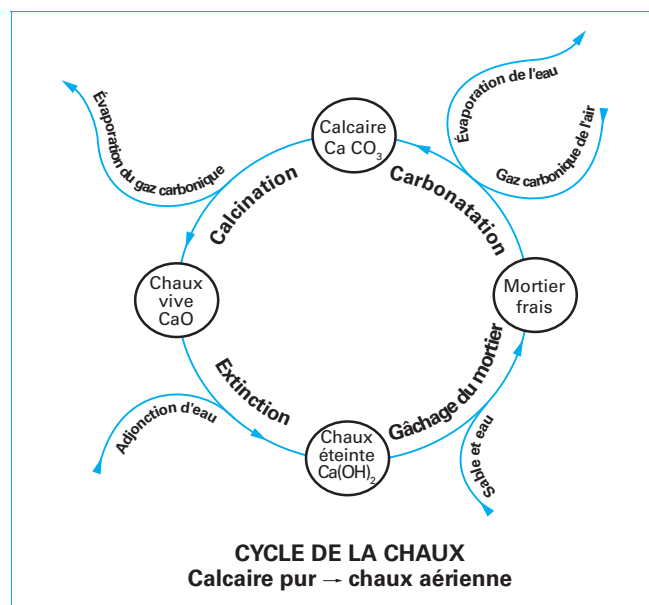 Évaporation de l'eau
Évaporation du gaz carbonique
Calcaire
Ca CO3
Gaz carbonique de l'air
Calcination
Carbonatation
Chaux
vive
CaO
Mortier
frais
Extinction
Gâchage du mortier
Adjonction d'eau
Chaux
éteinte
Ca(OH)2
Sable et eau
CYCLE DE LA CHAUX
Calcaire pur → chaux aérienne